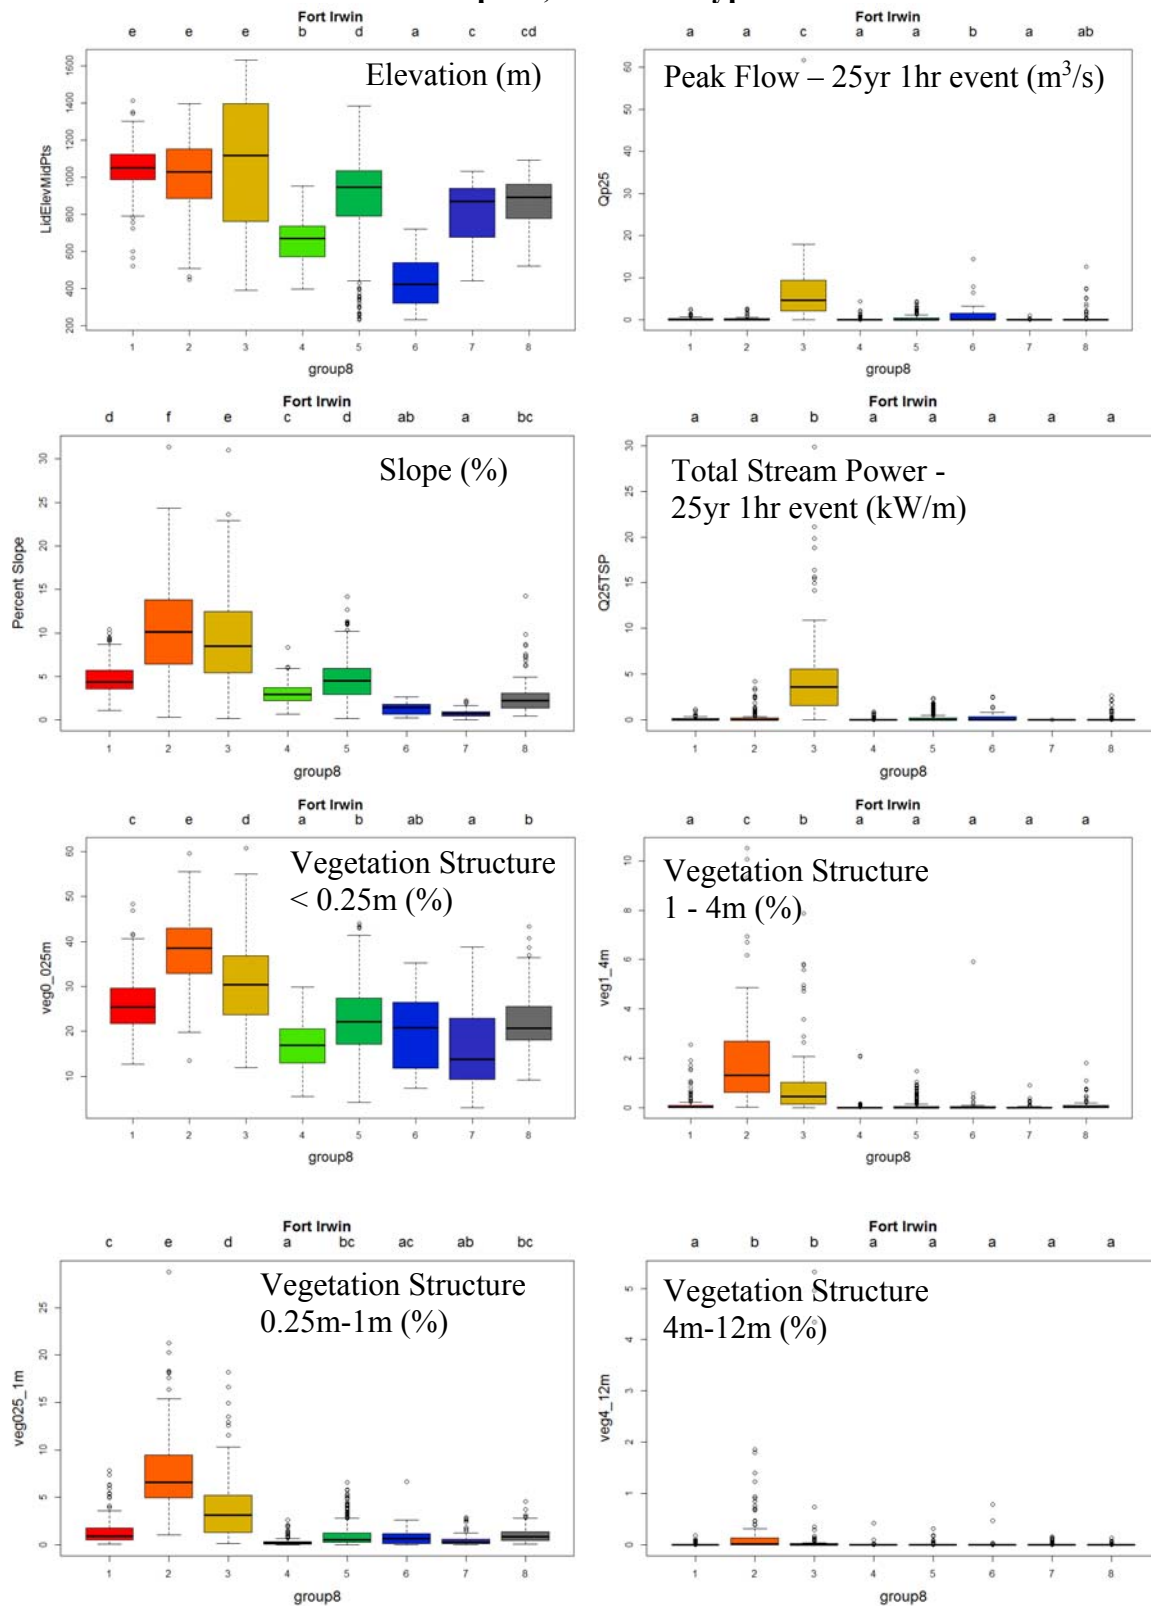 Fort Irwin
e e e b d a c cd
Elevation (m)
LidElevMidPts
1600
1400
1200
1000
800
600
400
200
1 2 3 4 5 6 7 8
group8
Fort Irwin
a a c a a b a ab
Peak Flow – 25yr 1hr event (m³/s)
Qp25
60
50
40
30
20
10
0
1 2 3 4 5 6 7 8
group8
Fort Irwin
d f e c d ab a bc
Slope (%)
Percent Slope
30
25
20
15
10
5
0
1 2 3 4 5 6 7 8
group8
Fort Irwin
a a b a a a a a
Total Stream Power -
25yr 1hr event (kW/m)
Q25TSP
30
25
20
15
10
5
0
1 2 3 4 5 6 7 8
group8
Fort Irwin
c e d a b ab a b
Vegetation Structure
< 0.25m (%)
veg0_025m
60
50
40
30
20
10
1 2 3 4 5 6 7 8
group8
Fort Irwin
a c b a a a a a
Vegetation Structure
1 - 4m (%)
veg1_4m
10
8
6
4
2
0
1 2 3 4 5 6 7 8
group8
Fort Irwin
c e d a bc ac ab bc
Vegetation Structure
0.25m-1m (%)
veg025_1m
25
20
15
10
5
0
1 2 3 4 5 6 7 8
group8
Fort Irwin
a b b a a a a a
Vegetation Structure
4m-12m (%)
veg4_12m
5
4
3
2
1
0
1 2 3 4 5 6 7 8
group8